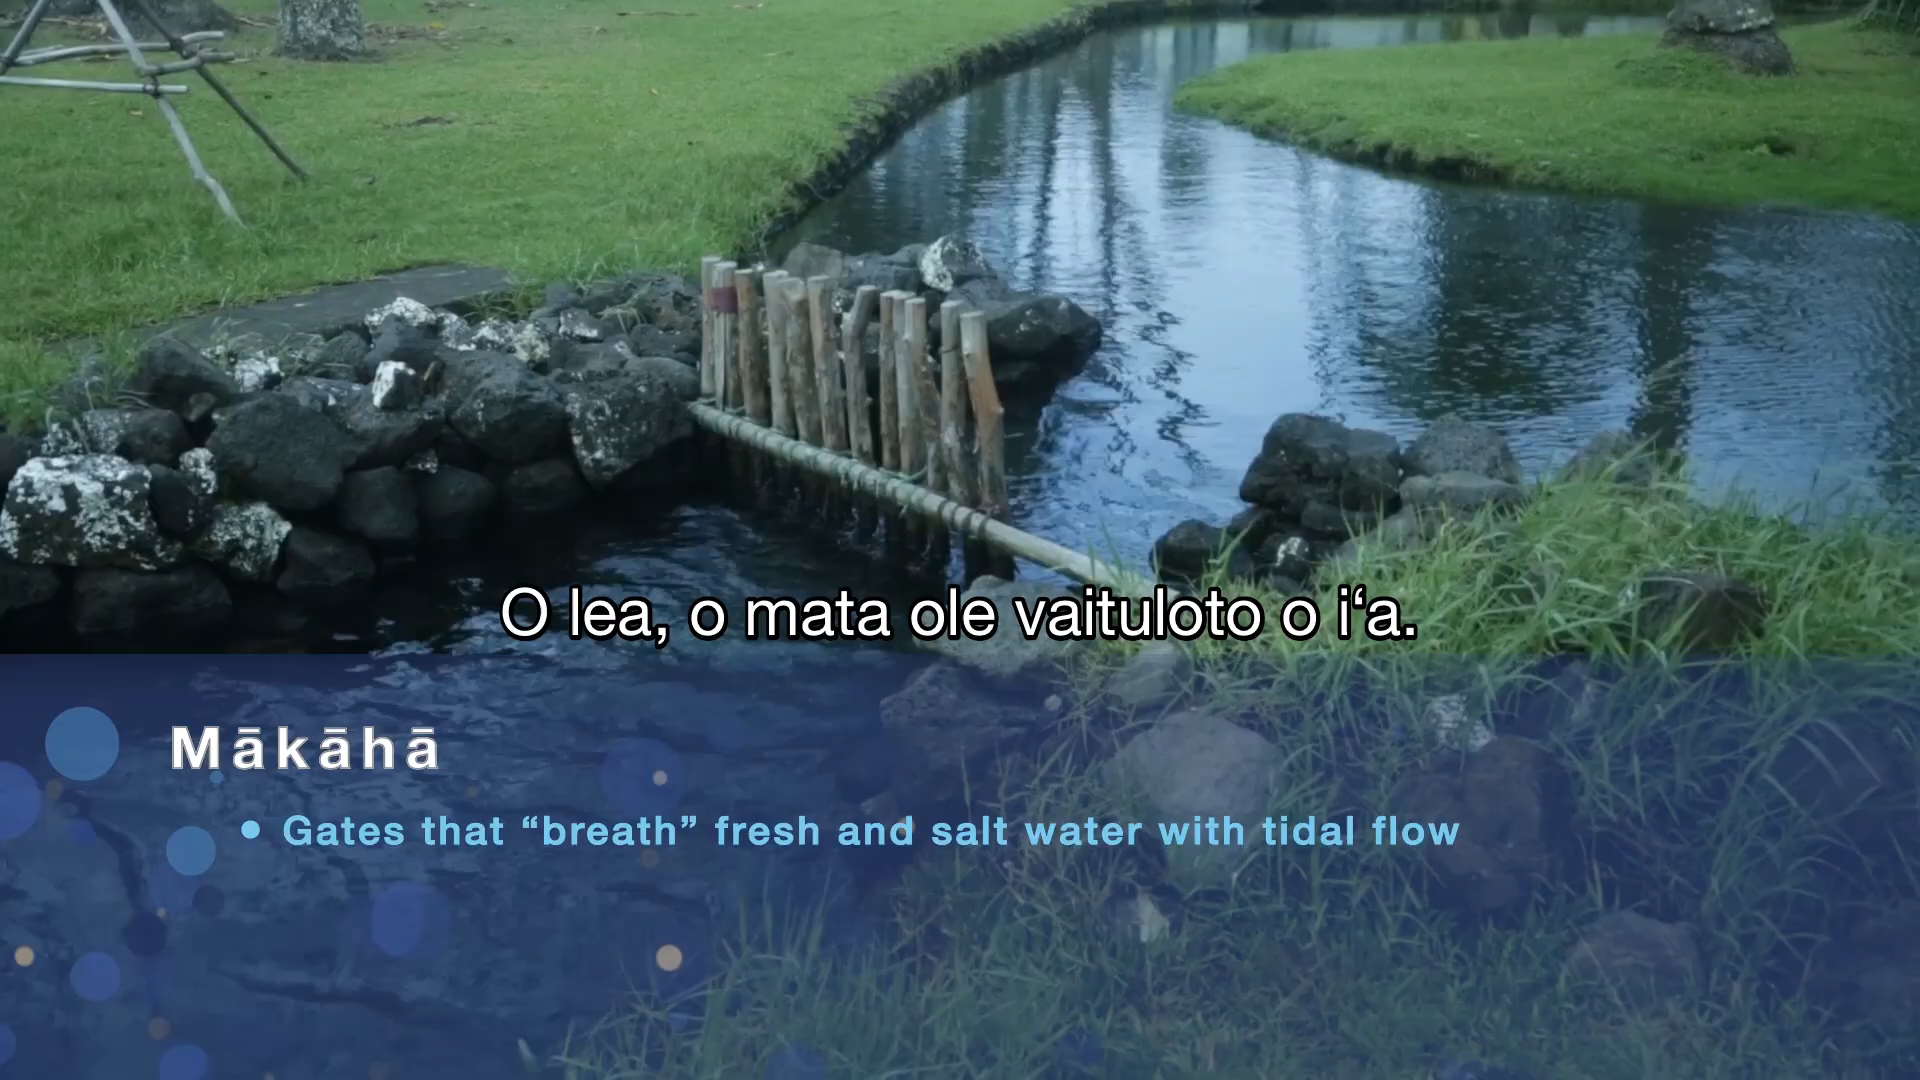 O lea, o mata ole vaituloto o i‘a.
Mākāhā
• Gates that “breath” fresh and salt water with tidal flow